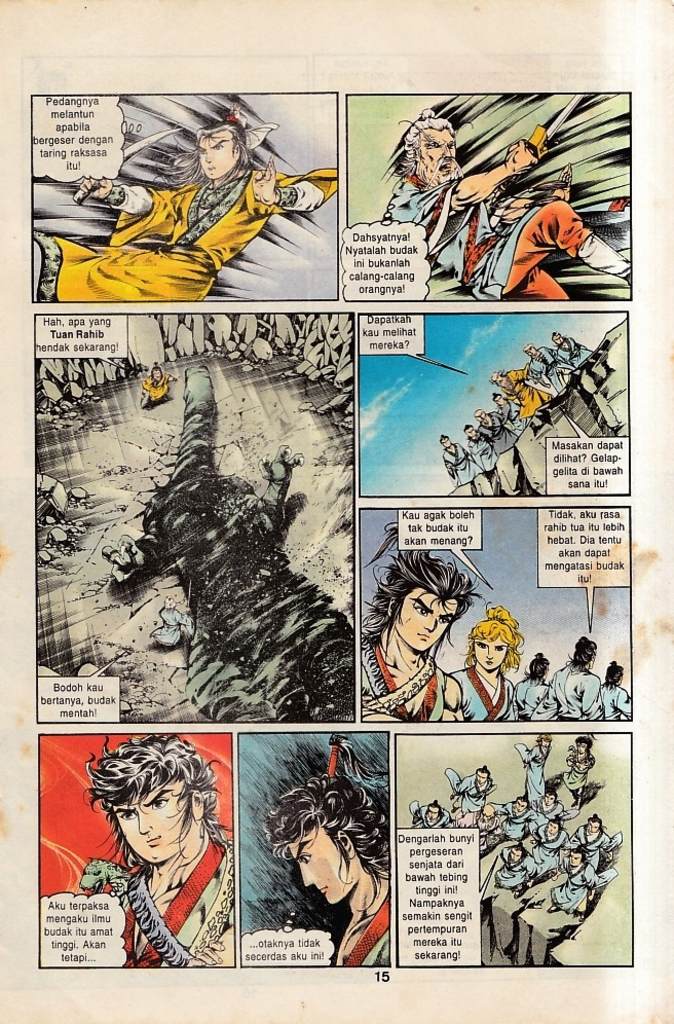 Pedangnya
melantun
apabila
bergeser dengan
taring raksasa
itu!
Dahsyatnya!
Nyatalah budak
ini bukanlah
calang-calang
orangnya!
Hah, apa yang
Tuan Rahib
hendak sekarang!
Bodoh kau
bertanya, budak
mentah!
Dapatkah
kau melihat
mereka?
Masakan dapat
dilihat? Gelap-
gelita di bawah
sana itu!
Kau agak boleh
tak budak itu
akan menang?
Tidak, aku rasa
rahib tua itu lebih
hebat. Dia tentu
akan dapat
mengatasi budak
itu!
Aku terpaksa
mengaku ilmu
budak itu amat
tinggi. Akan
tetapi...
...otaknya tidak
secerdas aku ini!
Dengarlah bunyi
pergeseran
senjata dari
bawah tebing
tinggi ini!
Nampaknya
semakin sengit
pertempuran
mereka itu
sekarang!
15